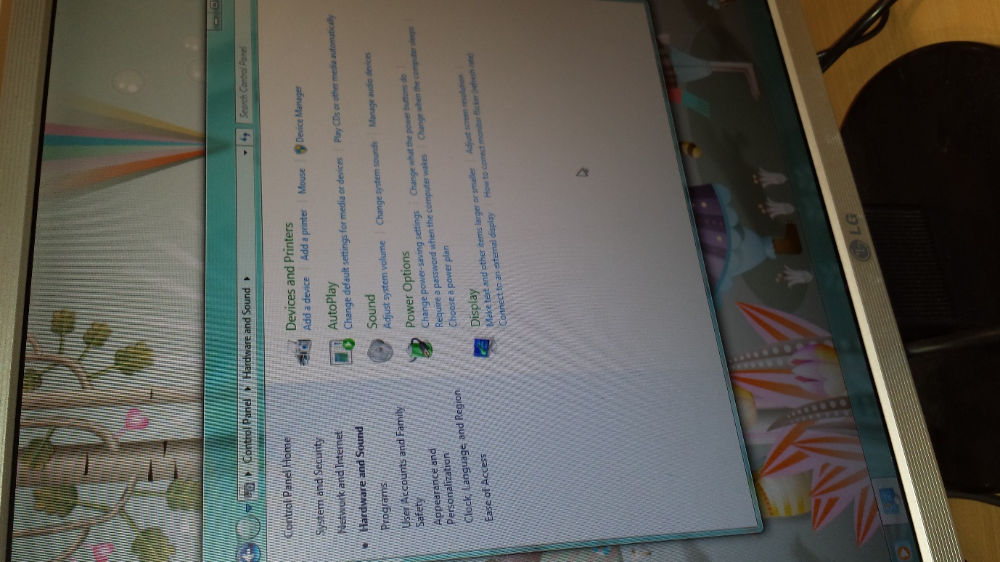 Control Panel ▸ Hardware and Sound ▸
Search Control Panel
Control Panel Home
System and Security
Network and Internet
• Hardware and Sound
Programs
User Accounts and Family
Safety
Appearance and
Personalization
Clock, Language, and Region
Ease of Access
Devices and Printers
Add a device | Add a printer | Mouse | Device Manager
AutoPlay
Change default settings for media or devices | Play CDs or other media automatically
Sound
Adjust system volume | Change system sounds | Manage audio devices
Power Options
Change power-saving settings | Change what the power buttons do
Require a password when the computer wakes | Change when the computer sleeps
Choose a power plan
Display
Make text and other items larger or smaller | Adjust screen resolution
Connect to an external display | How to correct monitor flicker (refresh rate)
LG